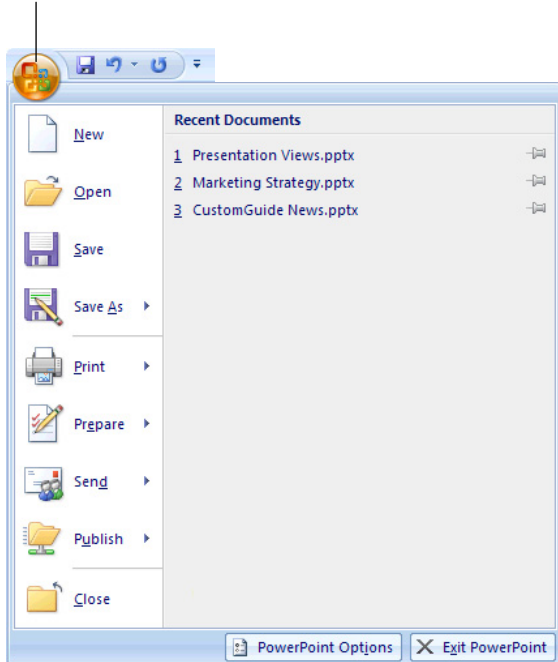 Recent Documents
New
1 Presentation Views.pptx
2 Marketing Strategy.pptx
Open
3 CustomGuide News.pptx
Save
Save As
Print
Prepare
Send
Publish
Close
PowerPoint Options
Exit PowerPoint